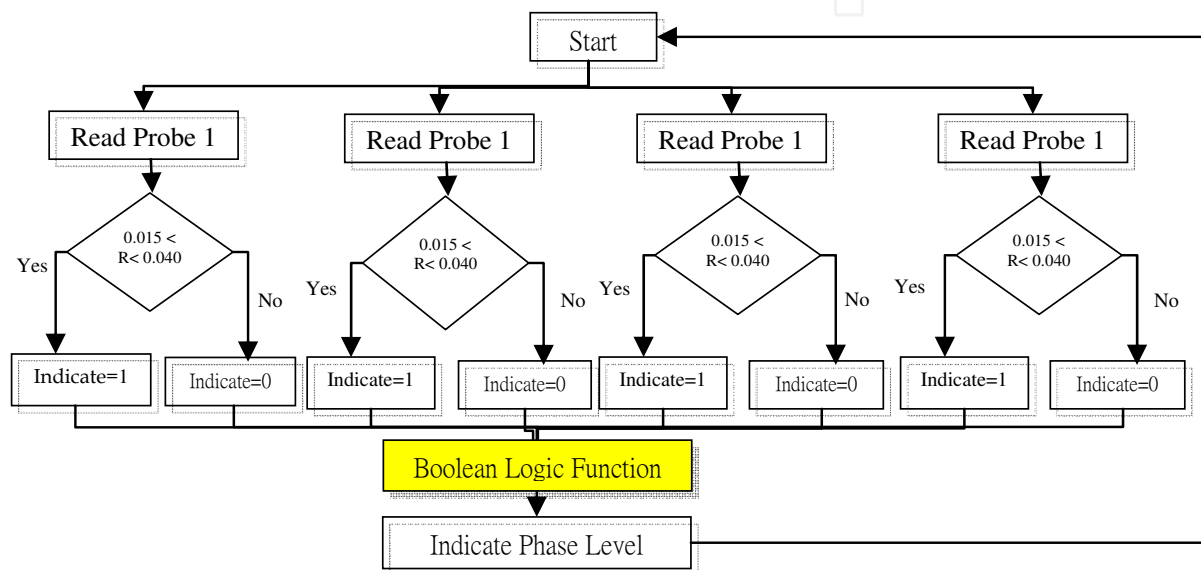 Start
Read Probe 1
Read Probe 1
Read Probe 1
Read Probe 1
0.015 <
R< 0.040
0.015 <
R< 0.040
0.015 <
R< 0.040
0.015 <
R< 0.040
Yes
No
Yes
No
Yes
No
Yes
No
Indicate=1
Indicate=0
Indicate=1
Indicate=0
Indicate=1
Indicate=0
Indicate=1
Indicate=0
Boolean Logic Function
Indicate Phase Level